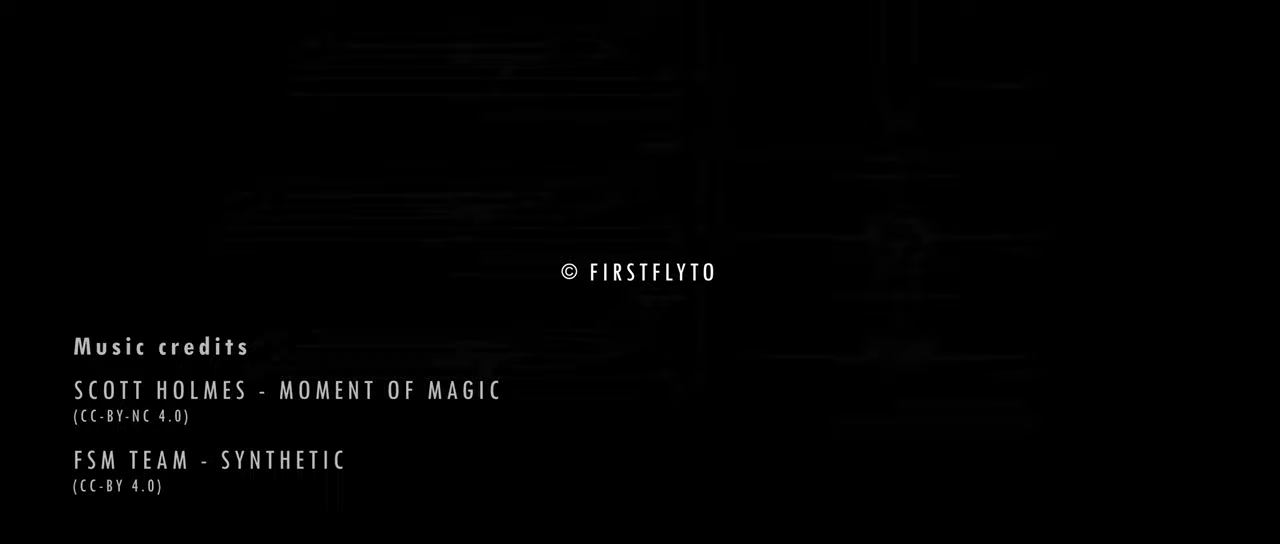 © FIRSTFLYTO
Music credits
SCOTT HOLMES - MOMENT OF MAGIC
(CC-BY-NC 4.0)
FSM TEAM - SYNTHETIC
(CC-BY 4.0)